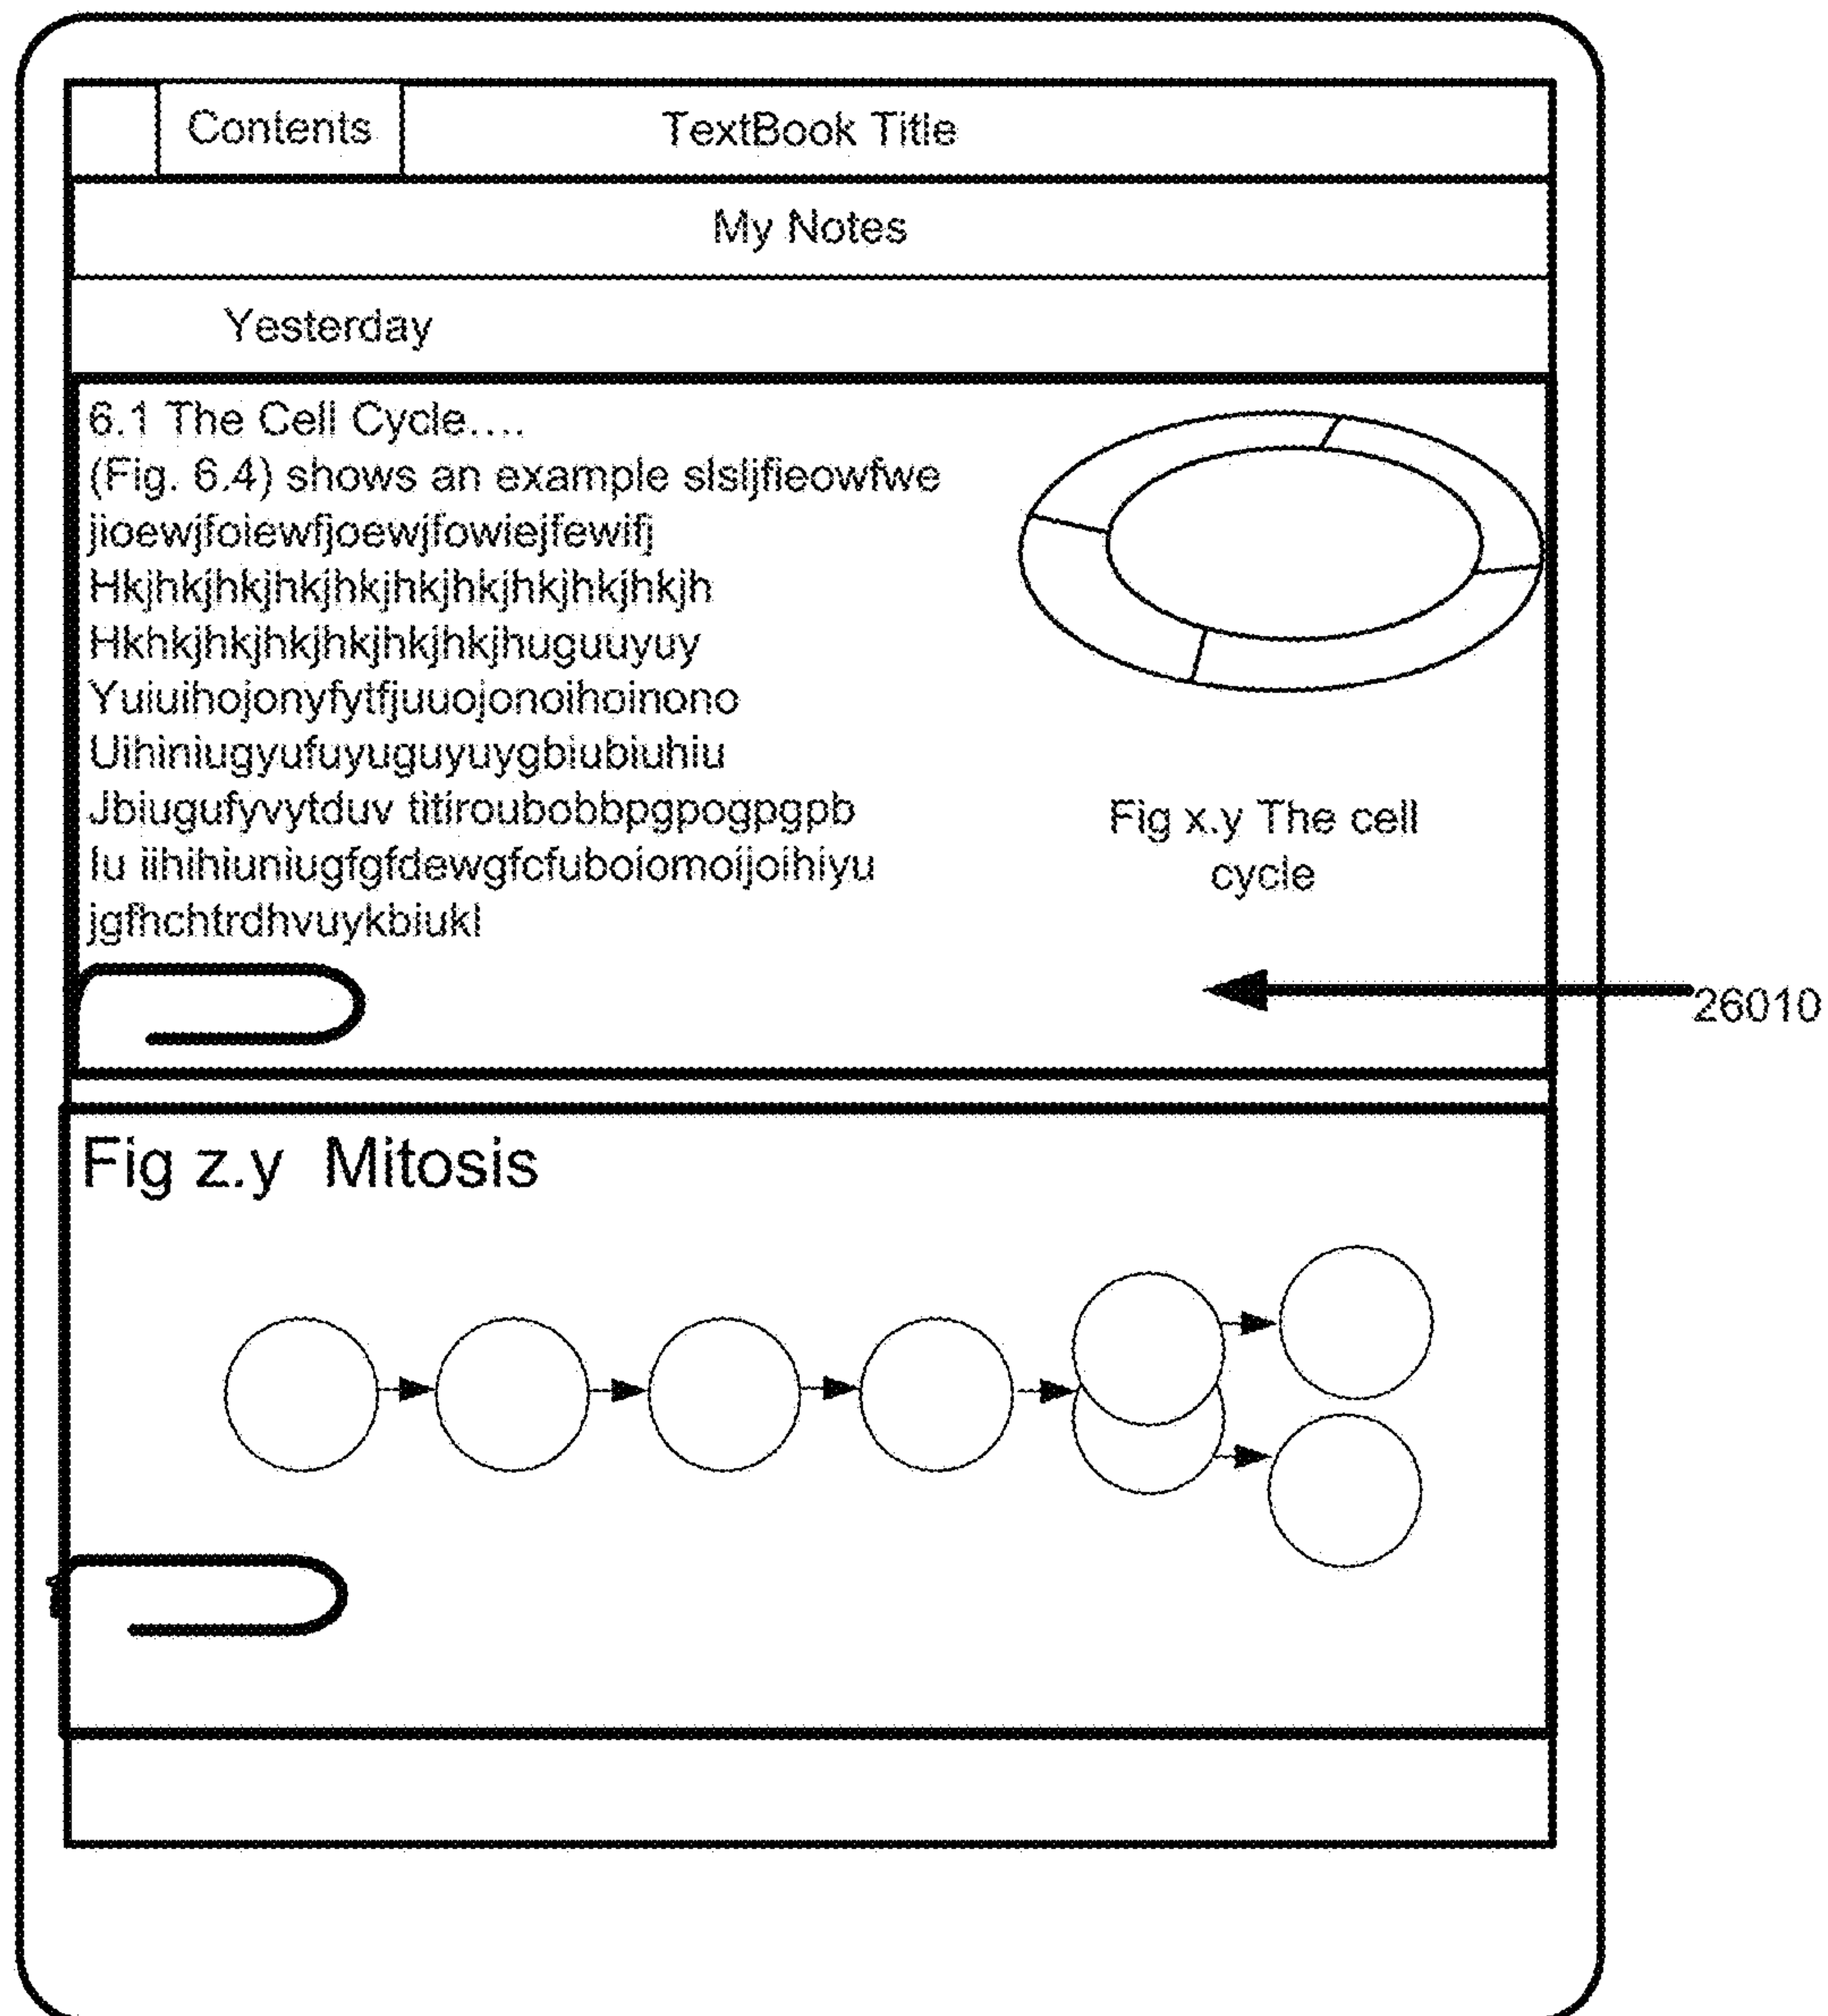 Contents
TextBook Title
My Notes
Yesterday
6.1 The Cell Cycle....
(Fig. 6.4) shows an example slsljfieowfwe
jioewjfoiewfjoewjfowiejfewifj
Hkjhkjhkjhkjhkjhkjhkjhkjhkjhkjh
Hkhkjhkjhkjhkjhkjhkjhuguuyuy
Yuiuihojonyfytfjuuojonoihoinono
Uihiniugyufuyuguyuygbiubiuhiu
Jbiugufyvytduv titiroubobbpgpogpgpb
Iu iihihiuniugfgfdewgfcfuboiomoijoihiyu
jgfhchtrdhvuykbiukl
Fig x.y The cell
cycle
26010
Fig z.y Mitosis